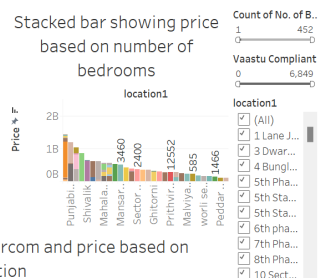 Stacked bar showing price
based on number of
bedrooms
location1
Price
2B
1B
0B
3460
2400
12552
585
1466
Punjabi..
Shivalik
Mahala..
Mansar..
Sector ..
Ghitorni
Prithvir..
Malviya..
worli se..
Peddar ..
rcom and price based on
tion
Count of No. of B..
1 452
Vaastu Compliant
0 6,849
location1
(All)
1 Lane J...
3 Dwar...
4 Bungl...
5th Pha...
5th Sta...
5th Sta...
6th pha...
7th Pha...
8th Pha...
10 Sect...